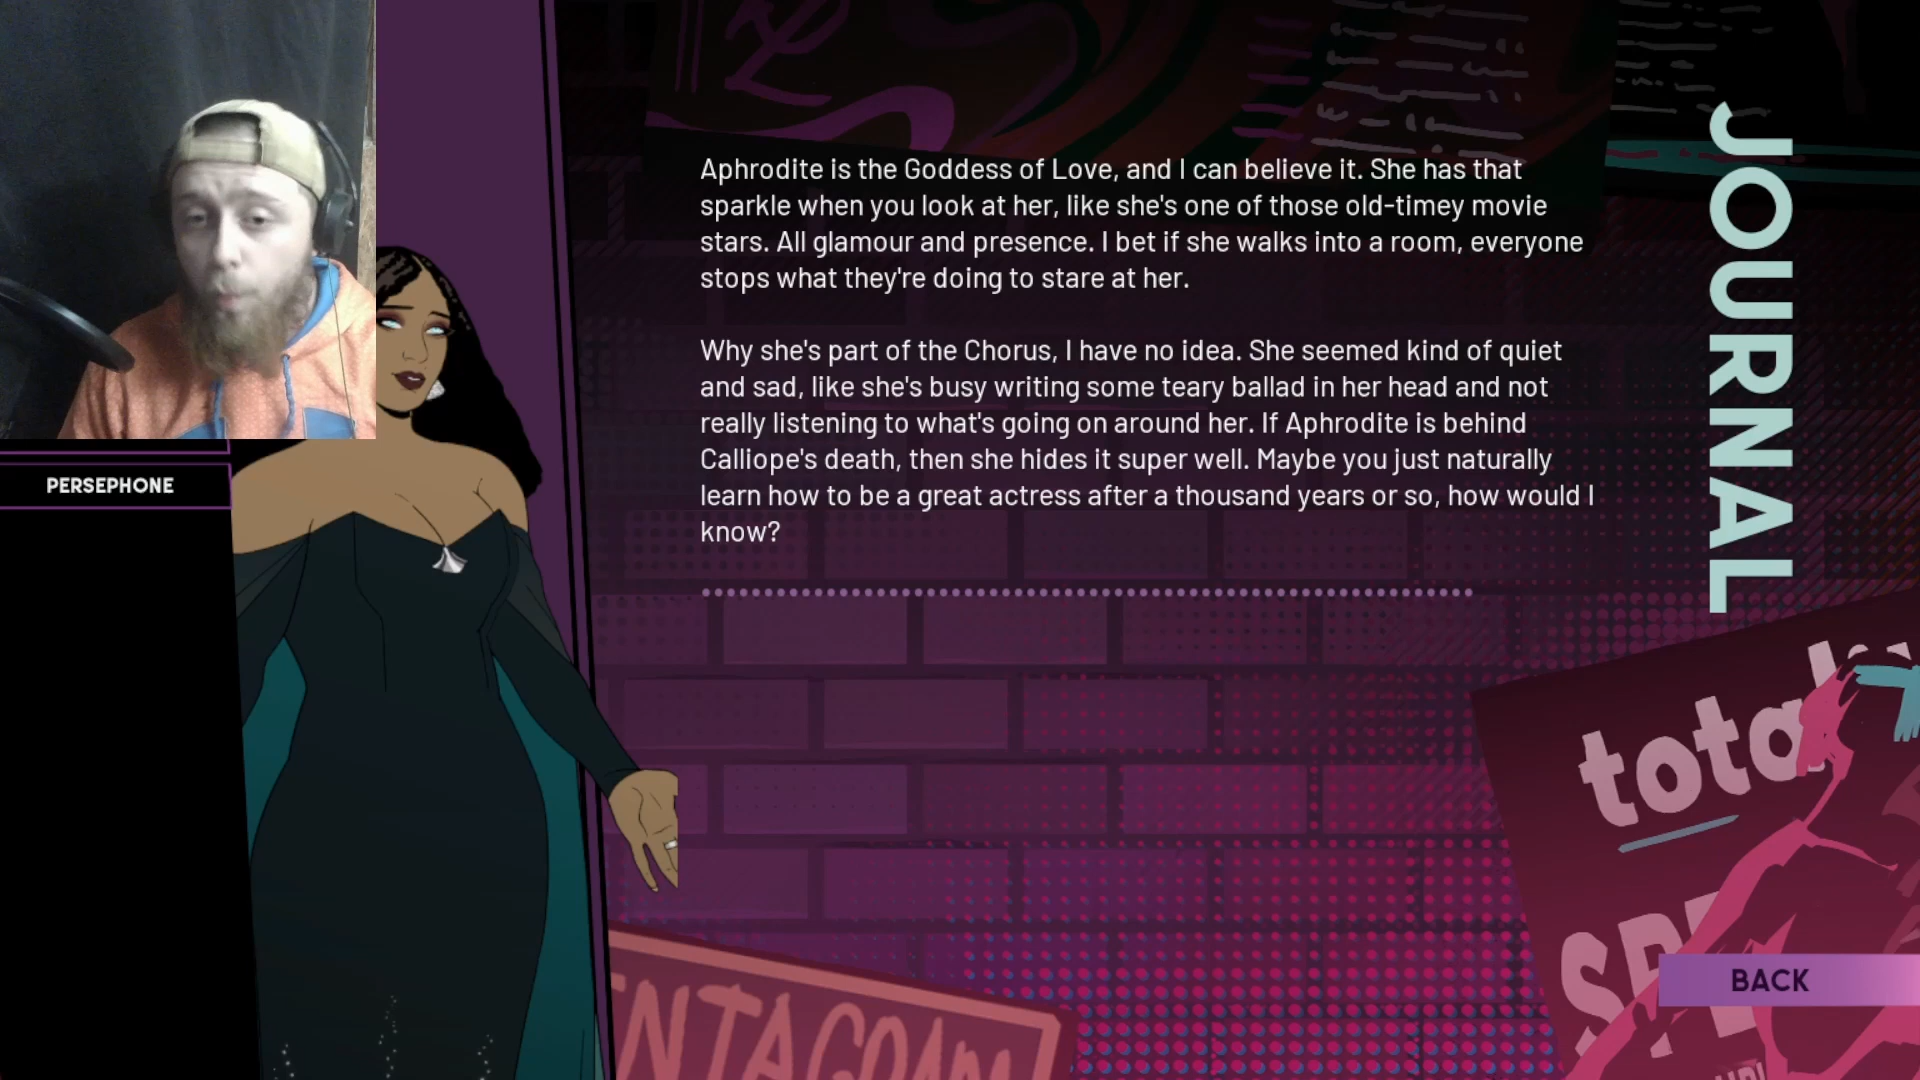 Aphrodite is the Goddess of Love, and I can believe it. She has that
sparkle when you look at her, like she's one of those old-timey movie
stars. All glamour and presence. I bet if she walks into a room, everyone
stops what they're doing to stare at her.
Why she's part of the Chorus, I have no idea. She seemed kind of quiet
and sad, like she's busy writing some teary ballad in her head and not
really listening to what's going on around her. If Aphrodite is behind
Calliope's death, then she hides it super well. Maybe you just naturally
learn how to be a great actress after a thousand years or so, how would I
know?
JOURNAL
PERSEPHONE
BACK